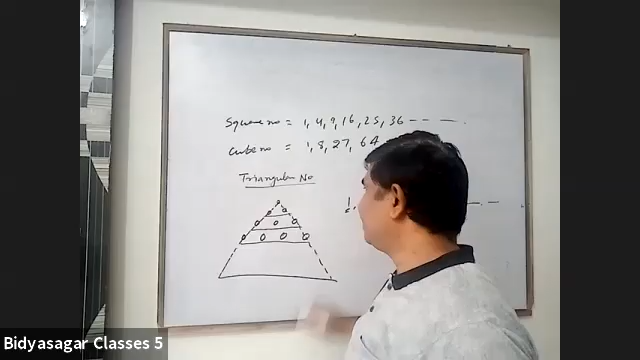 Square no = 1, 4, 9, 16, 25, 36 - - - - .
Cube no = 1, 8, 27, 64
Triangular No
1,
Bidyasagar Classes 5